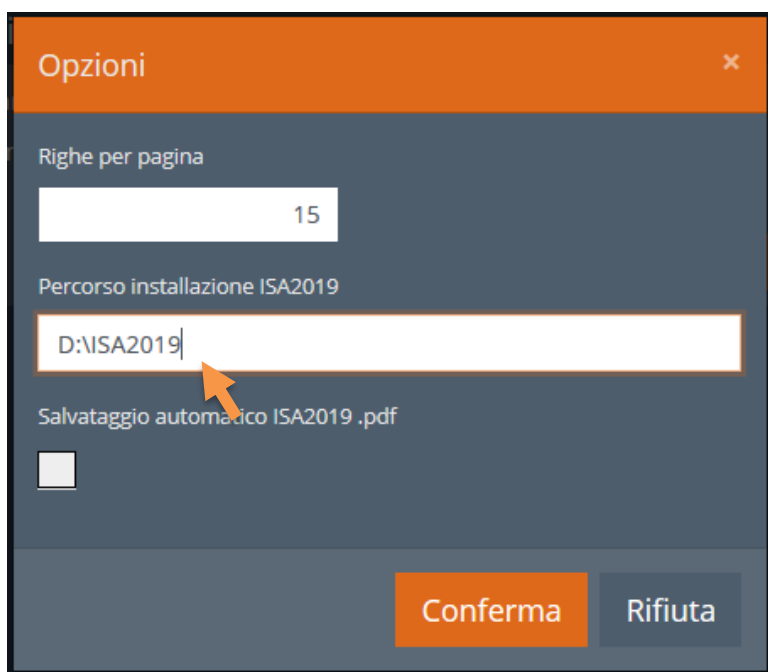 Opzioni ×
Righe per pagina
15
Percorso installazione ISA2019
D:\ISA2019
Salvataggio automatico ISA2019 .pdf
Conferma Rifiuta